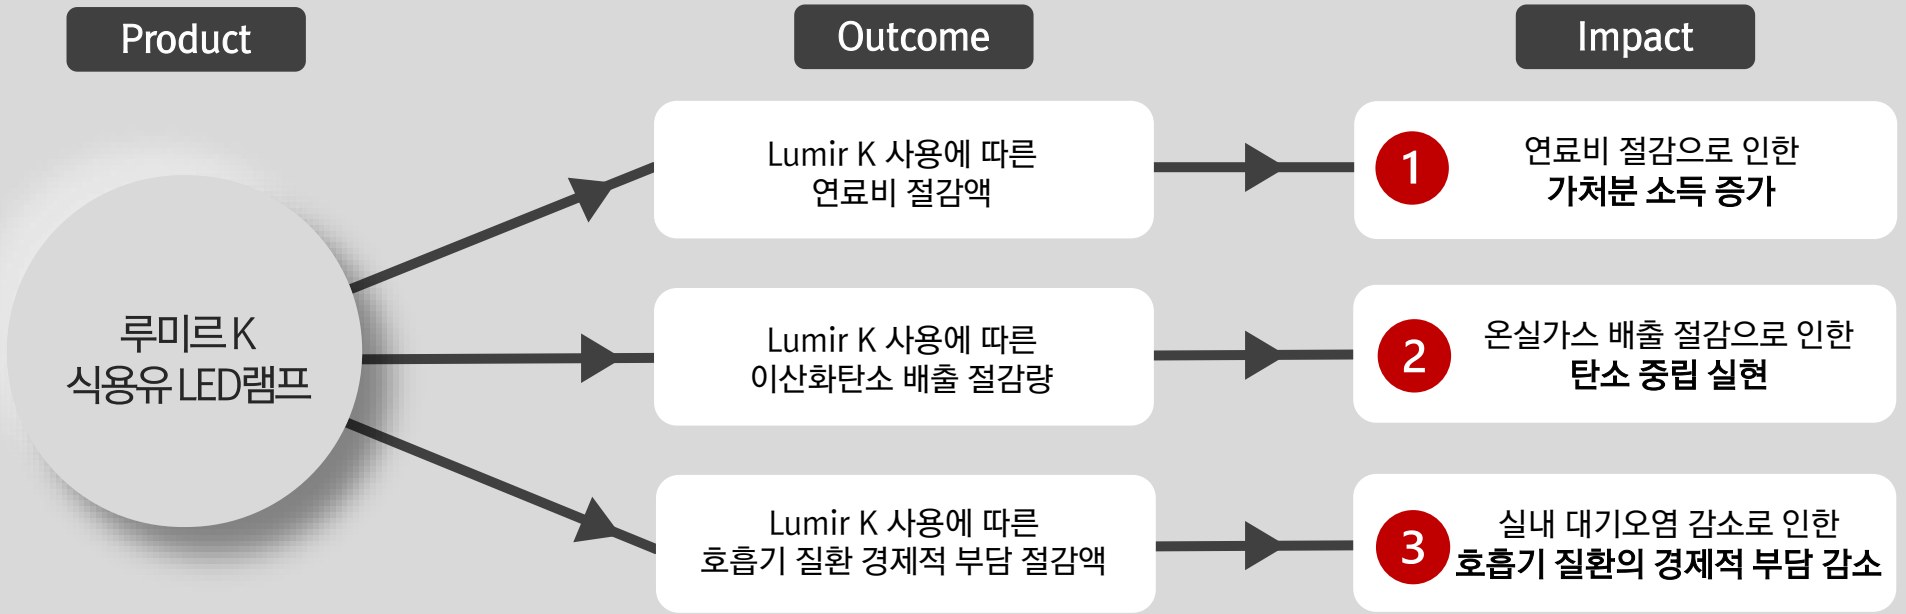 Product
Outcome
Impact
루미르 K
식용유 LED램프
Lumir K 사용에 따른
연료비 절감액
1
연료비 절감으로 인한
가처분 소득 증가
Lumir K 사용에 따른
이산화탄소 배출 절감량
2
온실가스 배출 절감으로 인한
탄소 중립 실현
Lumir K 사용에 따른
호흡기 질환 경제적 부담 절감액
3
실내 대기오염 감소로 인한
호흡기 질환의 경제적 부담 감소